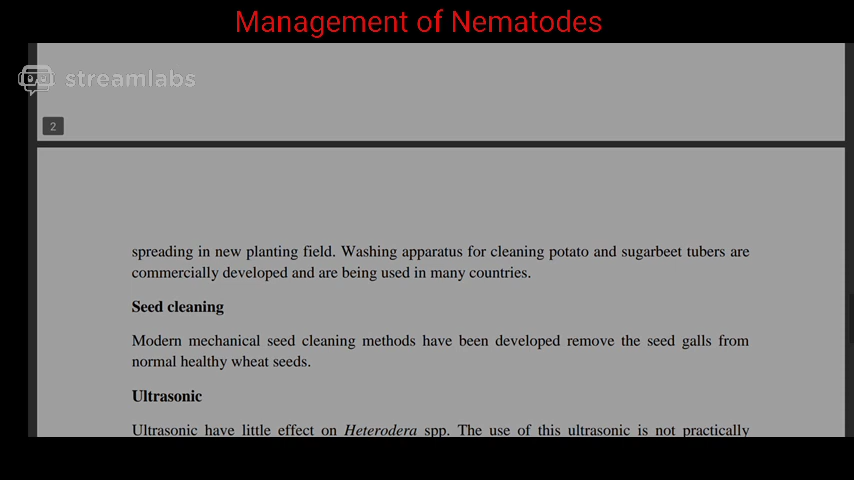 Management of Nematodes
streamlabs
2
spreading in new planting field. Washing apparatus for cleaning potato and sugarbeet tubers are
commercially developed and are being used in many countries.
Seed cleaning
Modern mechanical seed cleaning methods have been developed remove the seed galls from
normal healthy wheat seeds.
Ultrasonic
Ultrasonic have little effect on Heterodera spp. The use of this ultrasonic is not practically